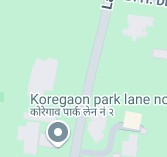 Koregaon park lane no
कोरेगाव पार्क लेन नं २